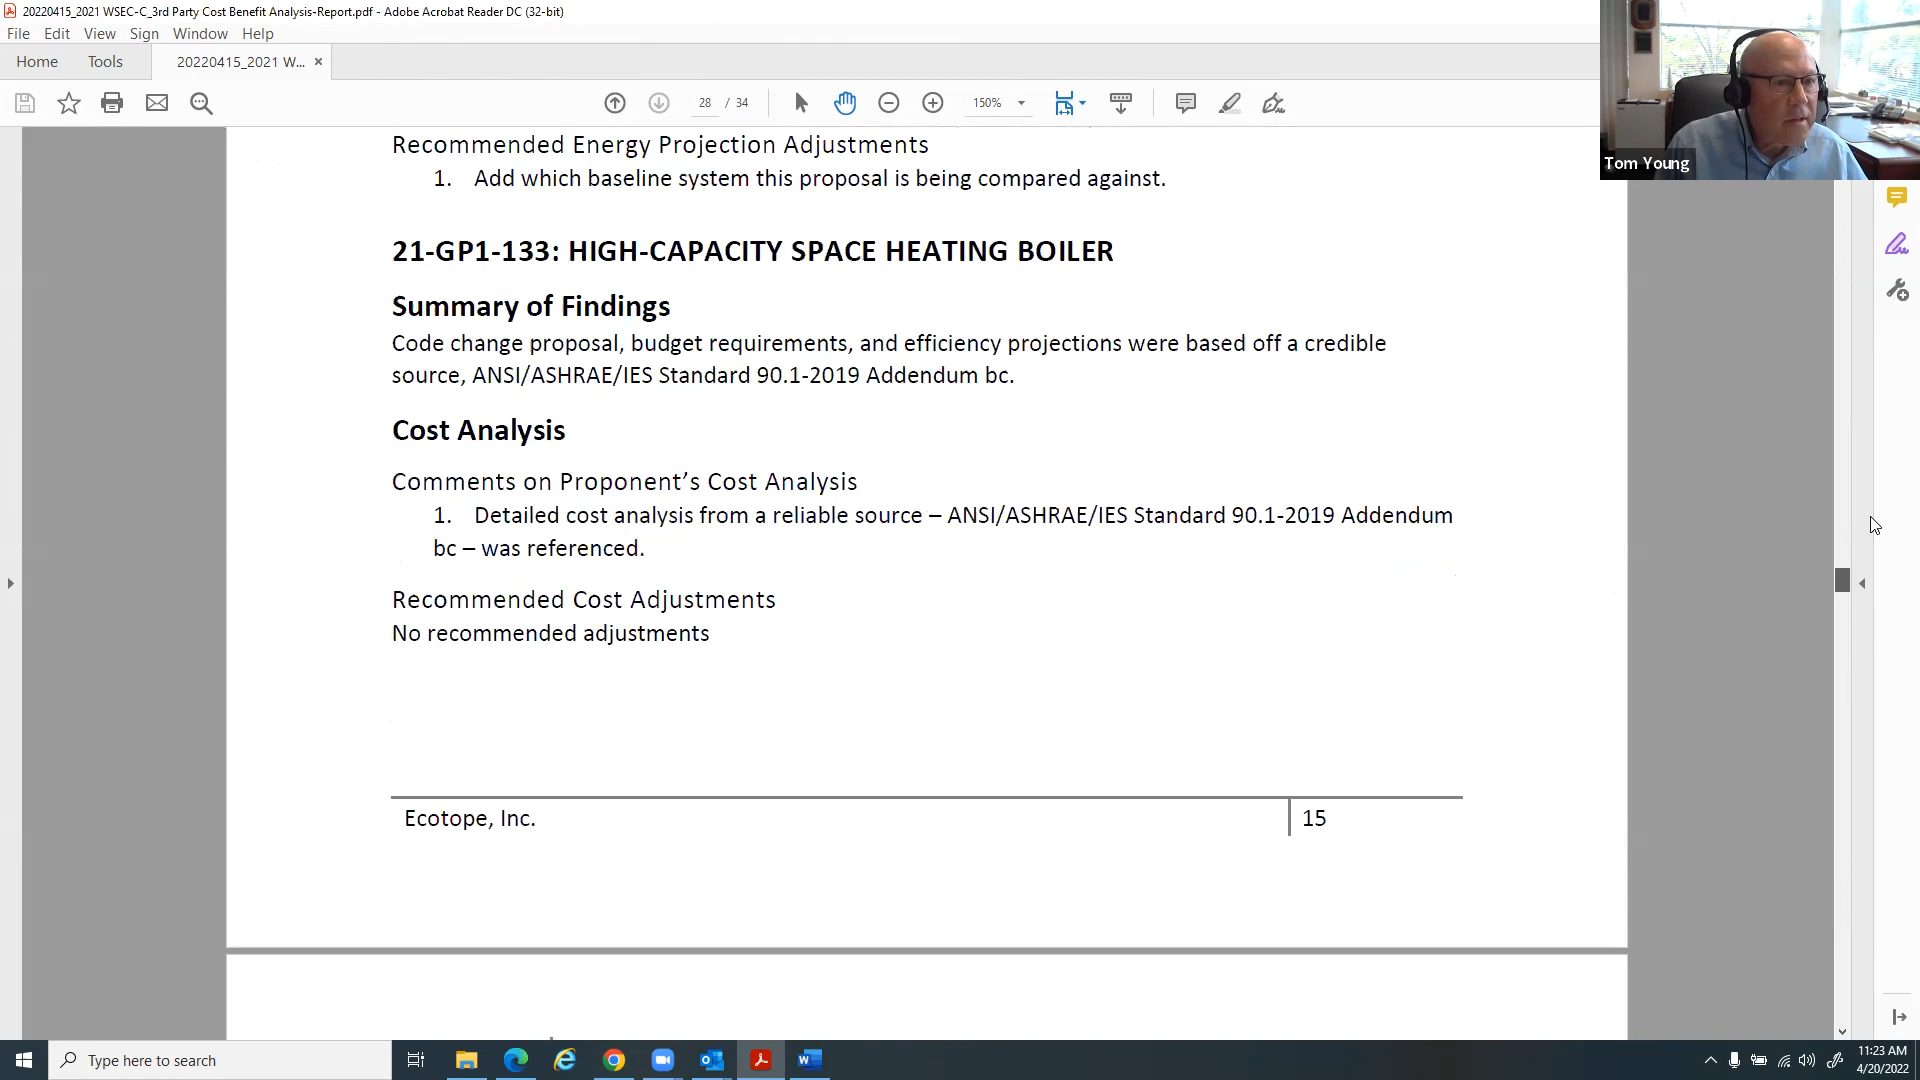 20220415_2021 WSEC-C_3rd Party Cost Benefit Analysis-Report.pdf - Adobe Acrobat Reader DC (32-bit)
File Edit View Sign Window Help
Home Tools 20220415_2021 W... ×
28 / 34 150%
Tom Young
Recommended Energy Projection Adjustments
1. Add which baseline system this proposal is being compared against.
21-GP1-133: HIGH-CAPACITY SPACE HEATING BOILER
Summary of Findings
Code change proposal, budget requirements, and efficiency projections were based off a credible
source, ANSI/ASHRAE/IES Standard 90.1-2019 Addendum bc.
Cost Analysis
Comments on Proponent’s Cost Analysis
1. Detailed cost analysis from a reliable source – ANSI/ASHRAE/IES Standard 90.1-2019 Addendum
bc – was referenced.
Recommended Cost Adjustments
No recommended adjustments
Ecotope, Inc. 15
Type here to search
11:23 AM
4/20/2022